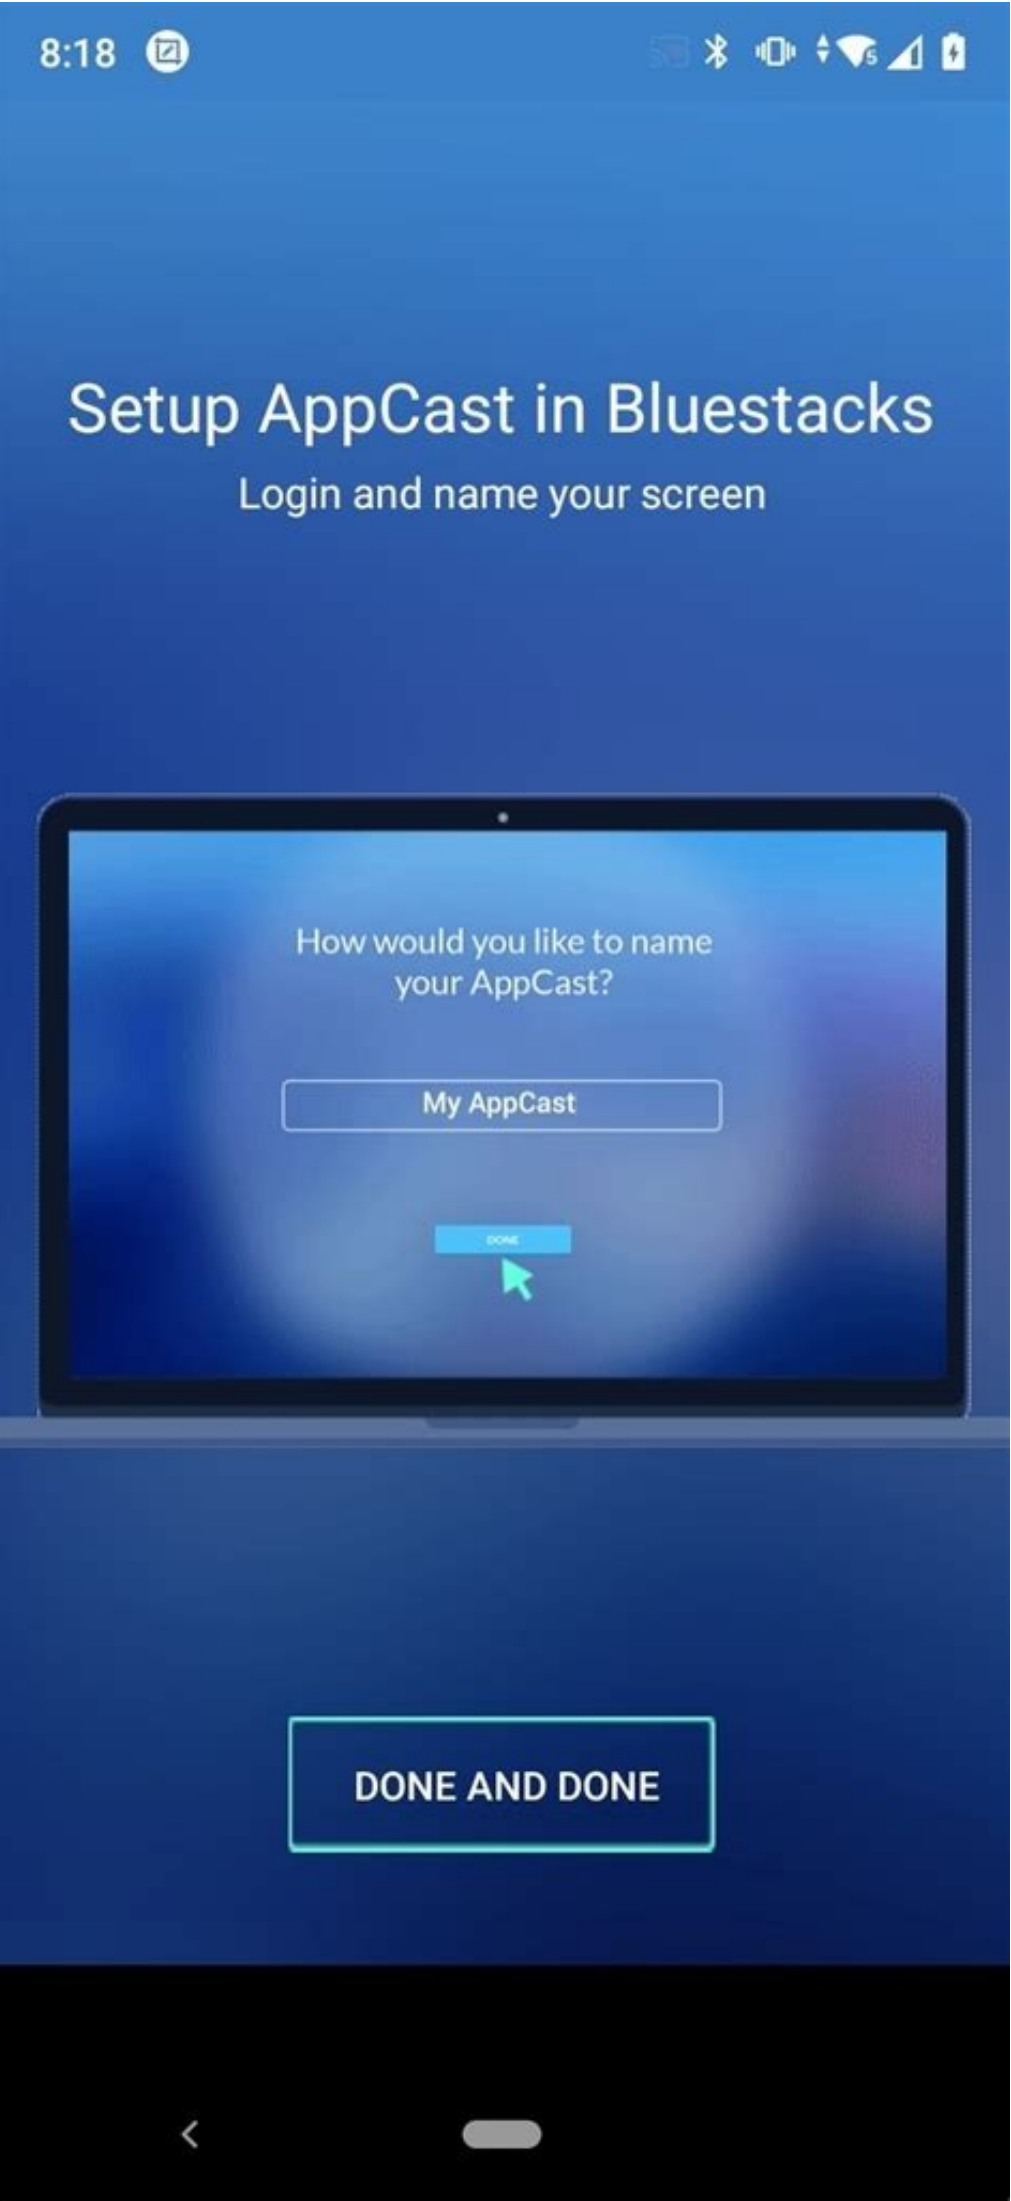 8:18
5
Setup AppCast in Bluestacks
Login and name your screen
How would you like to name
your AppCast?
My AppCast
DONE
DONE AND DONE